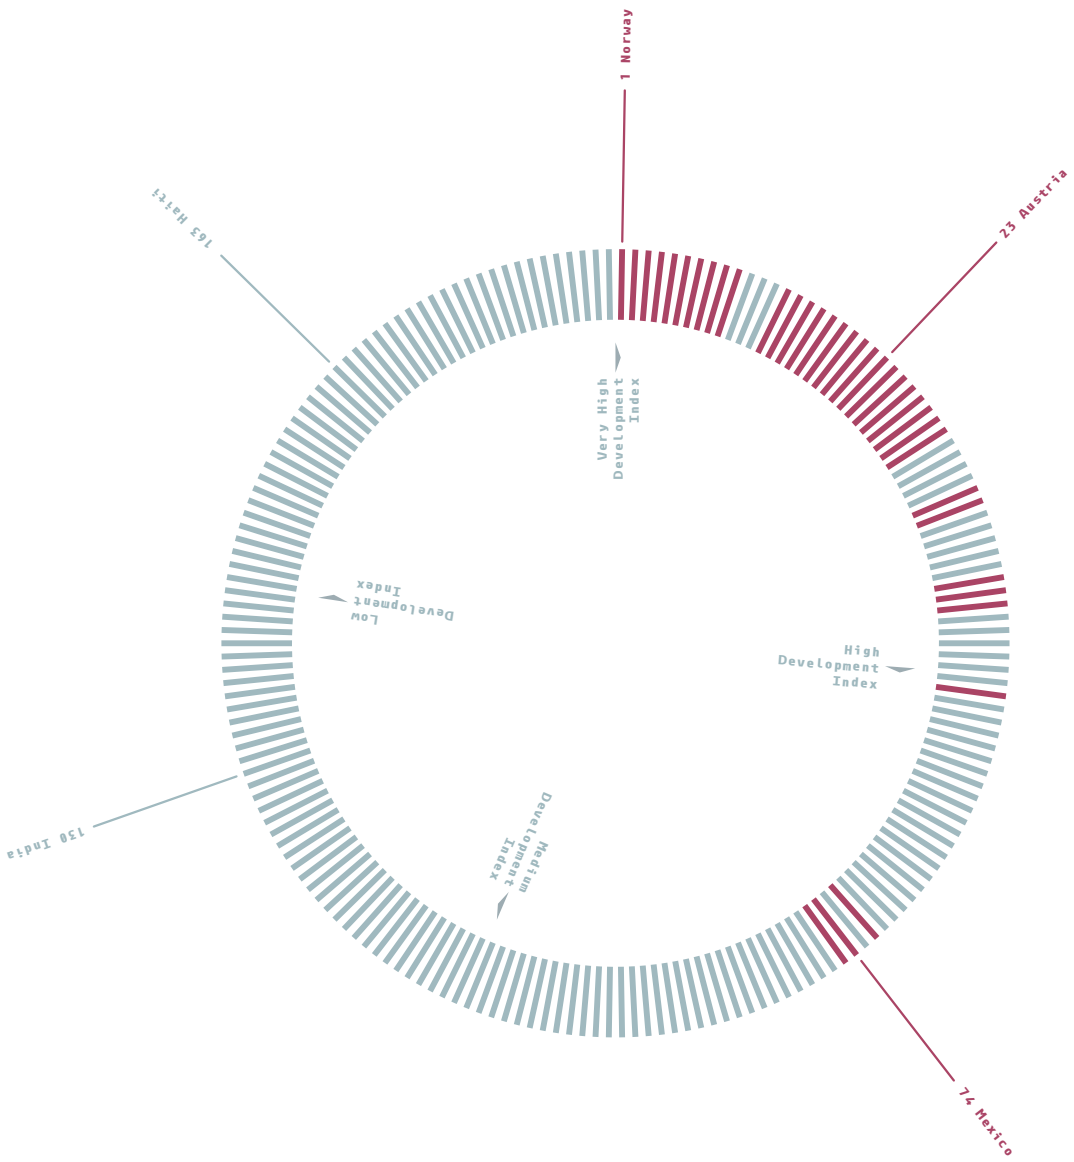 1 Norway
23 Austria
163 Haiti
Very High
Development
Index
Low
Development
Index
High
Development
Index
Medium
Development
Index
130 India
74 Mexico